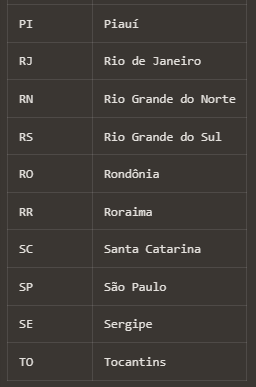 PI Piauí
RJ Rio de Janeiro
RN Rio Grande do Norte
RS Rio Grande do Sul
RO Rondônia
RR Roraima
SC Santa Catarina
SP São Paulo
SE Sergipe
TO Tocantins